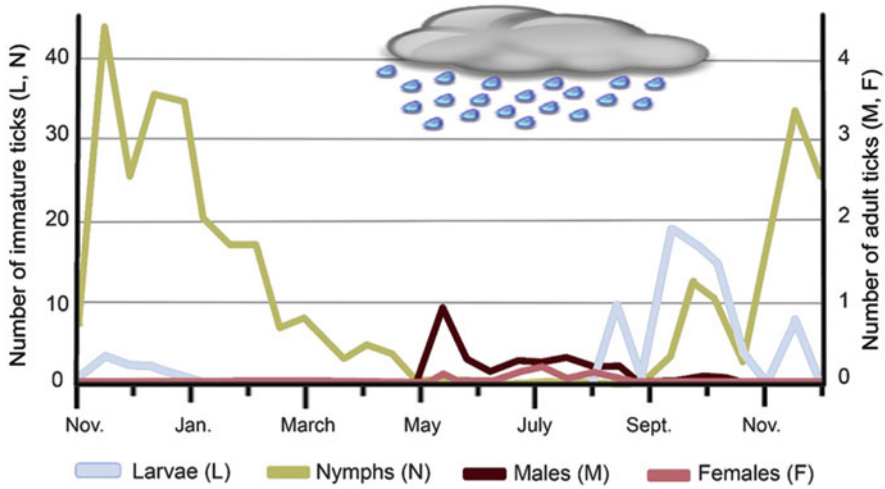 Number of immature ticks (L, N)
40
30
20
10
0
Number of adult ticks (M, F)
4
3
2
1
0
Nov. Jan. March May July Sept. Nov.
Larvae (L) Nymphs (N) Males (M) Females (F)